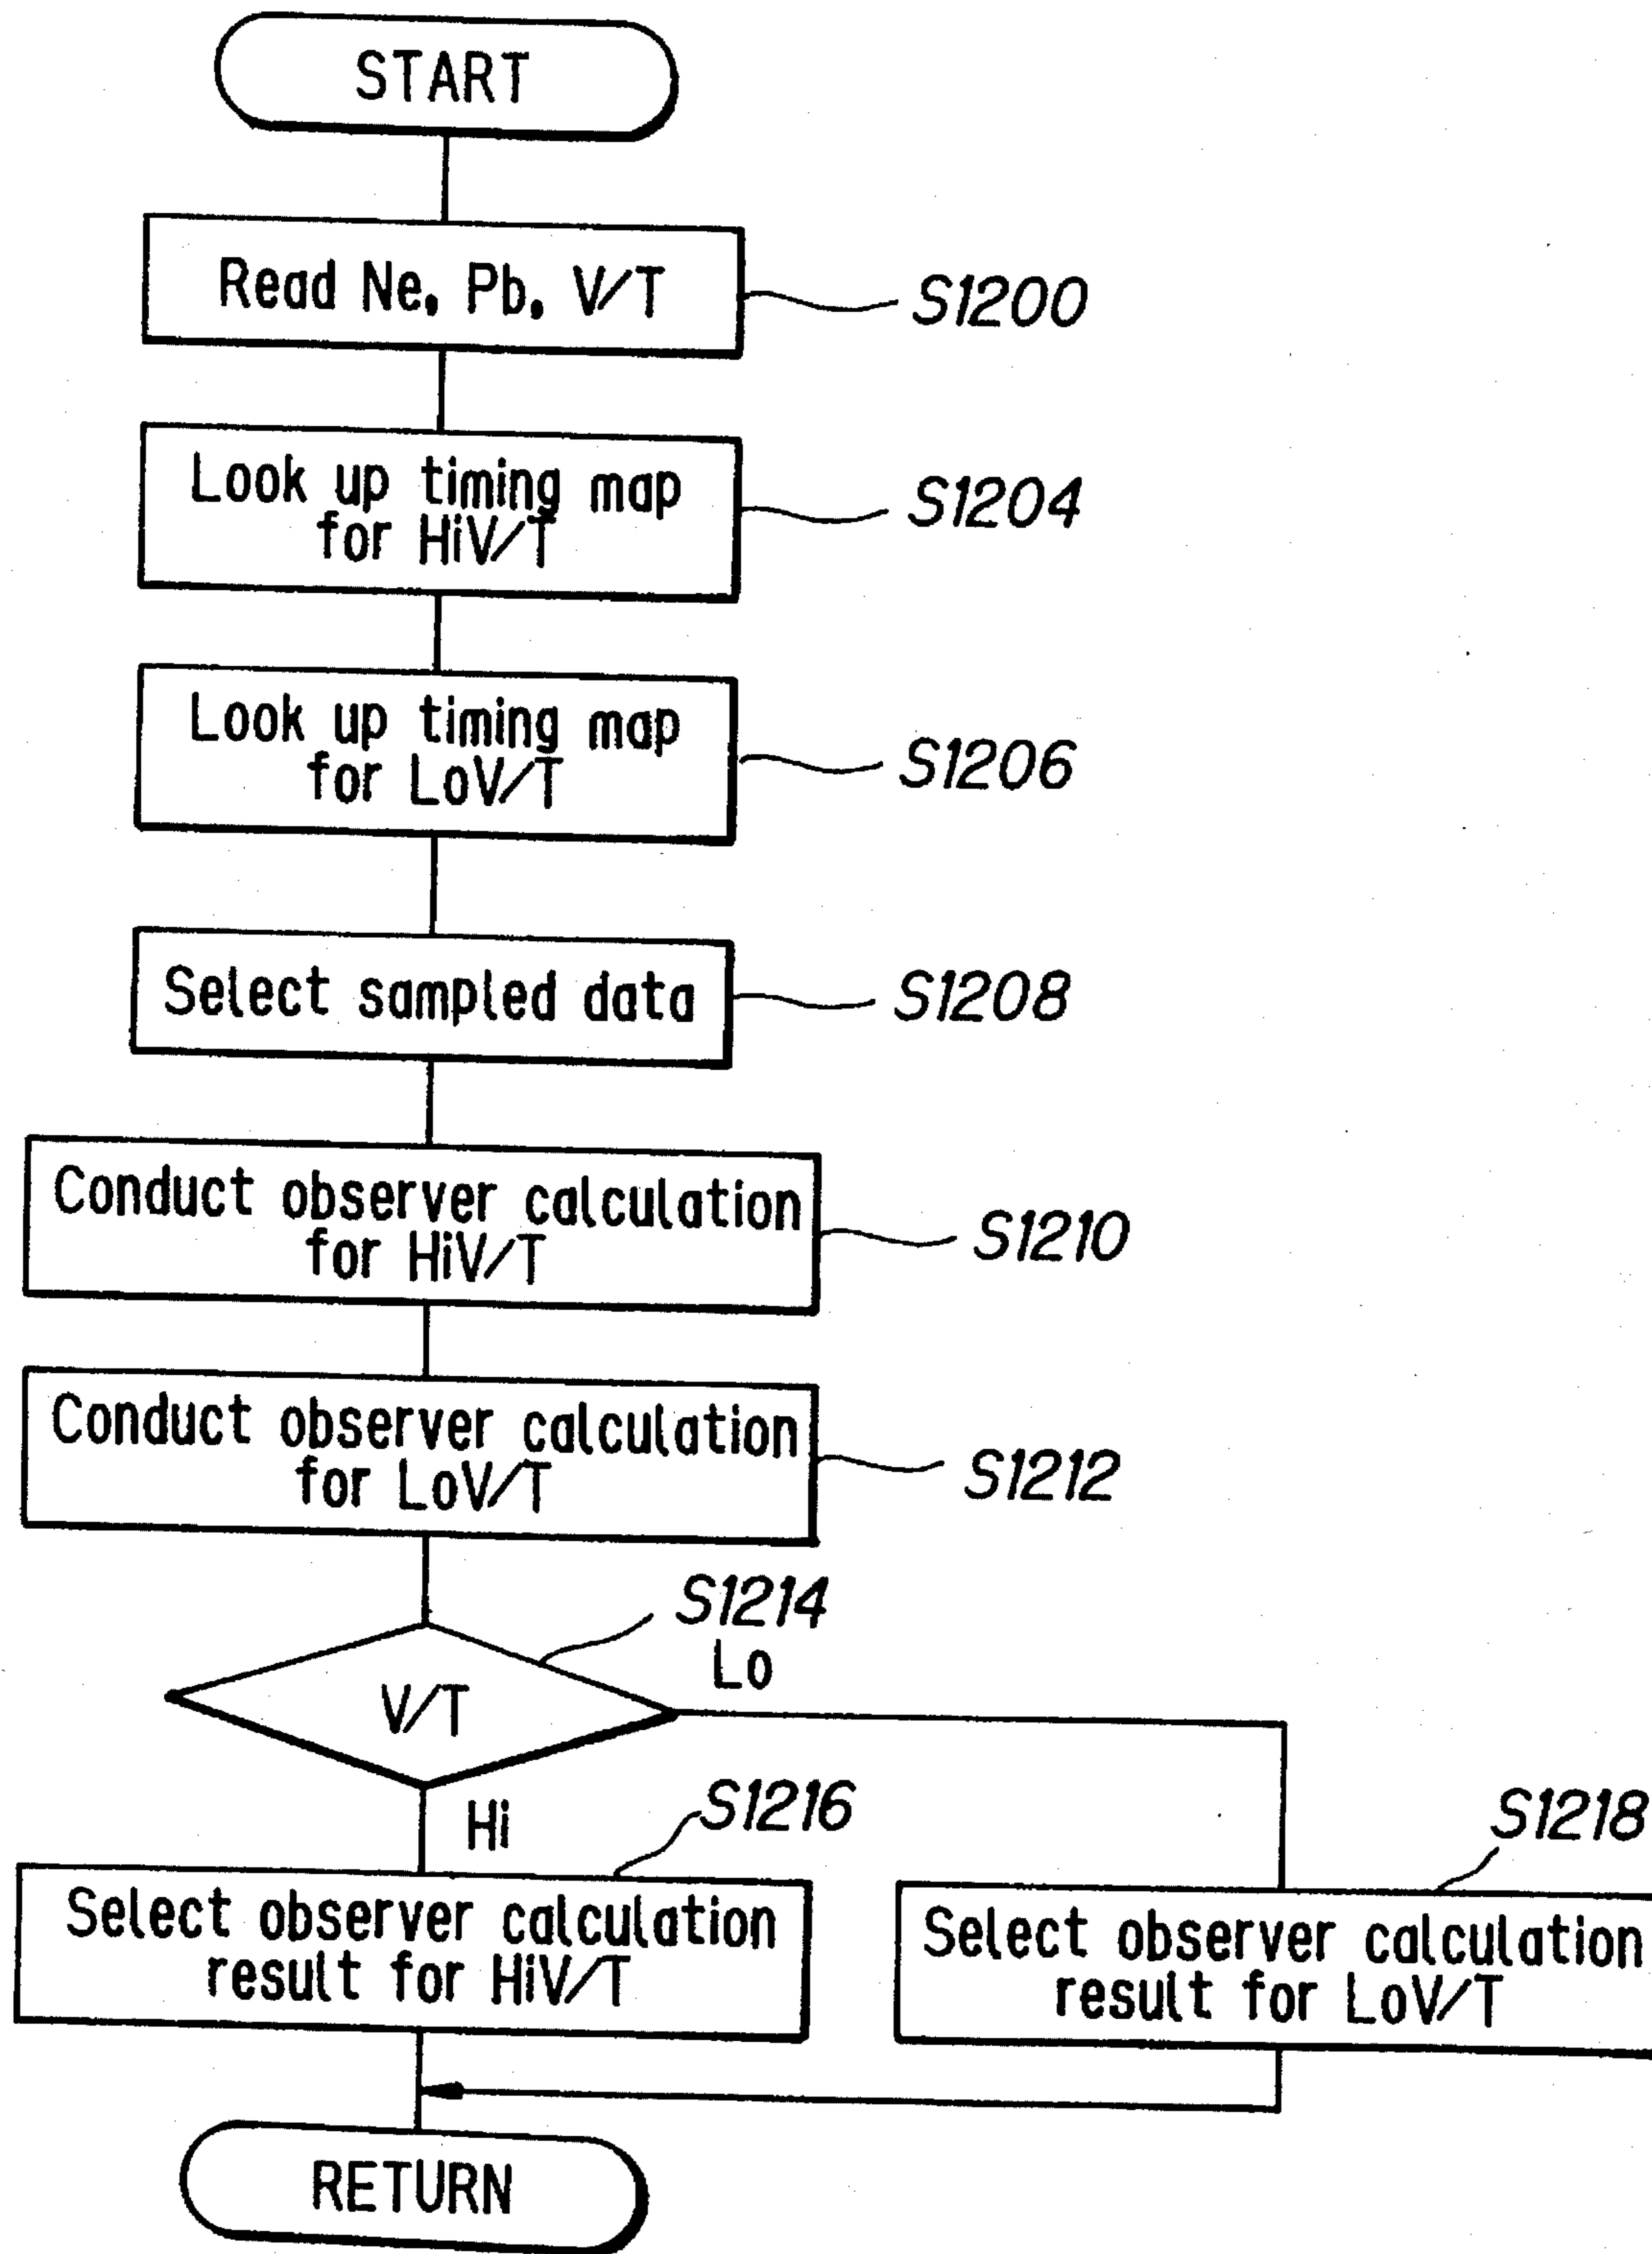 START
Read Ne, Pb, V/T
S1200
Look up timing map
for HiV/T
S1204
Look up timing map
for LoV/T
S1206
Select sampled data
S1208
Conduct observer calculation
for HiV/T
S1210
Conduct observer calculation
for LoV/T
S1212
S1214
Lo
V/T
Hi
S1216
S1218
Select observer calculation
result for HiV/T
Select observer calculation
result for LoV/T
RETURN